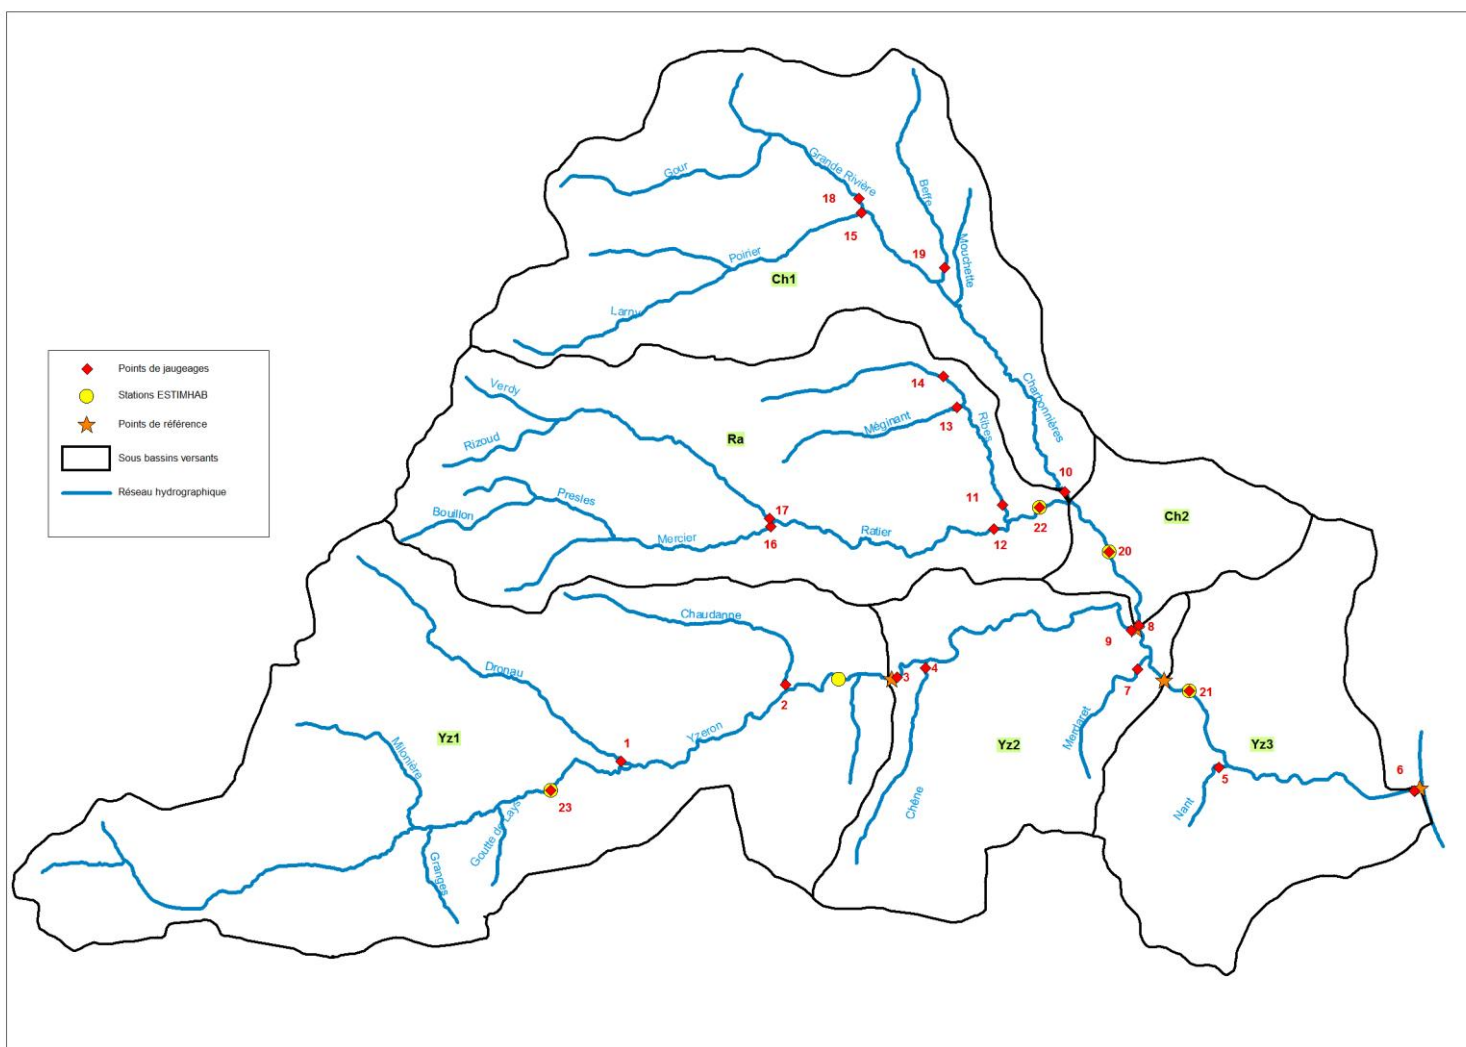 Gour
Grande Rivière
Beffe
18
15
19
Mouchette
Poirier
Ch1
Larny
Points de jaugeages
Stations ESTIMHAB
Points de référence
Sous bassins versants
Réseau hydrographique
Verdy
Rizoud
Ra
14
Méginant
13
Ribes
Charbonnières
10
Presles
Bouillon
17
16
Mercier
Ratier
11
12
22
Ch2
20
Chaudanne
8
9
Dronau
2
3
4
7
21
Yzeron
Yz1
1
Milonière
Merdaret
Yz2
Yz3
5
6
23
Goutte de Lays
Granges
Chêne
Nant